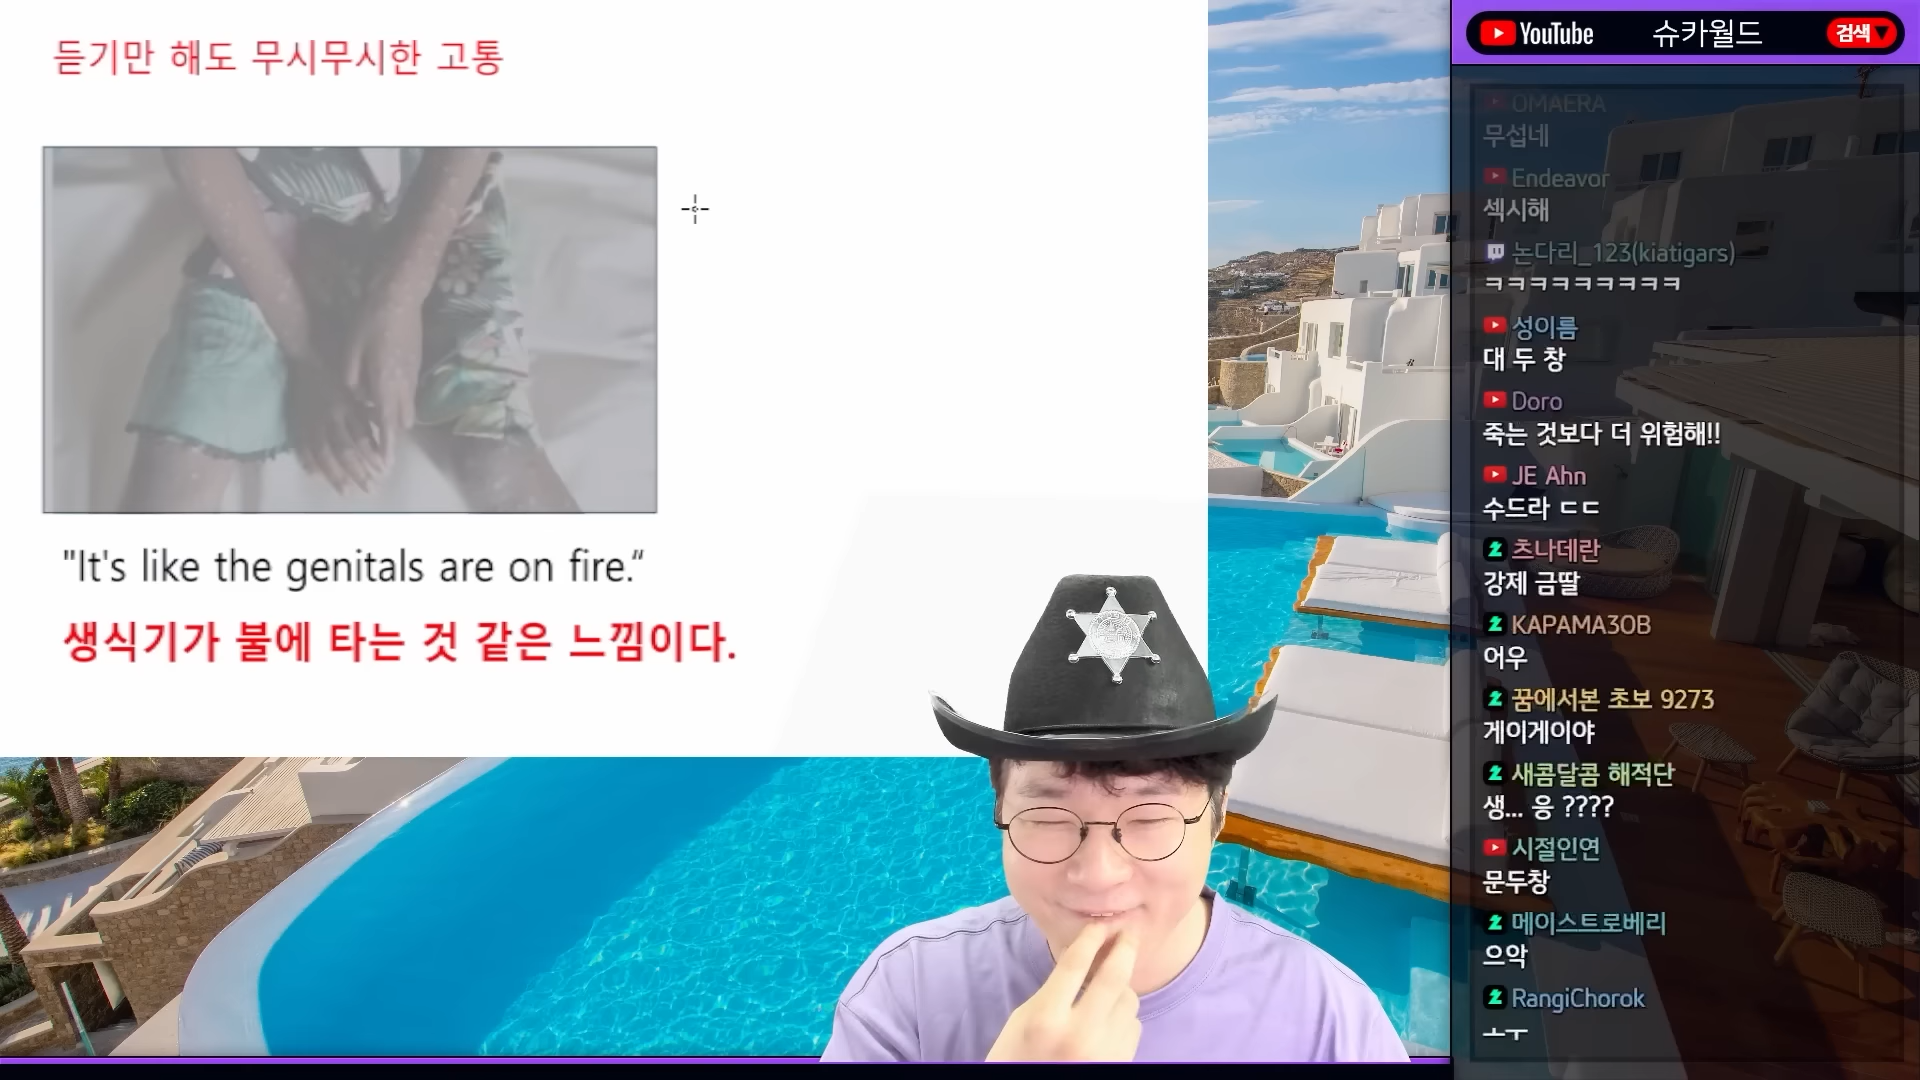 듣기만 해도 무시무시한 고통
"It's like the genitals are on fire.“
생식기가 불에 타는 것 같은 느낌이다.
YouTube 슈카월드 검색▼
OMAERA
무섭네
Endeavor
섹시해
논다리_123(kiatigars)
ㅋㅋㅋㅋㅋㅋㅋㅋㅋ
성이름
대 두 창
Doro
죽는 것보다 더 위험해!!
JE Ahn
수드라 ㄷㄷ
츠나데란
강제 금딸
KAPAMA3OB
어우
꿈에서본 초보 9273
게이게이야
새콤달콤 해적단
생... 응 ????
시절인연
문두창
메이스트로베리
으악
RangiChorok
ㅗㅜ